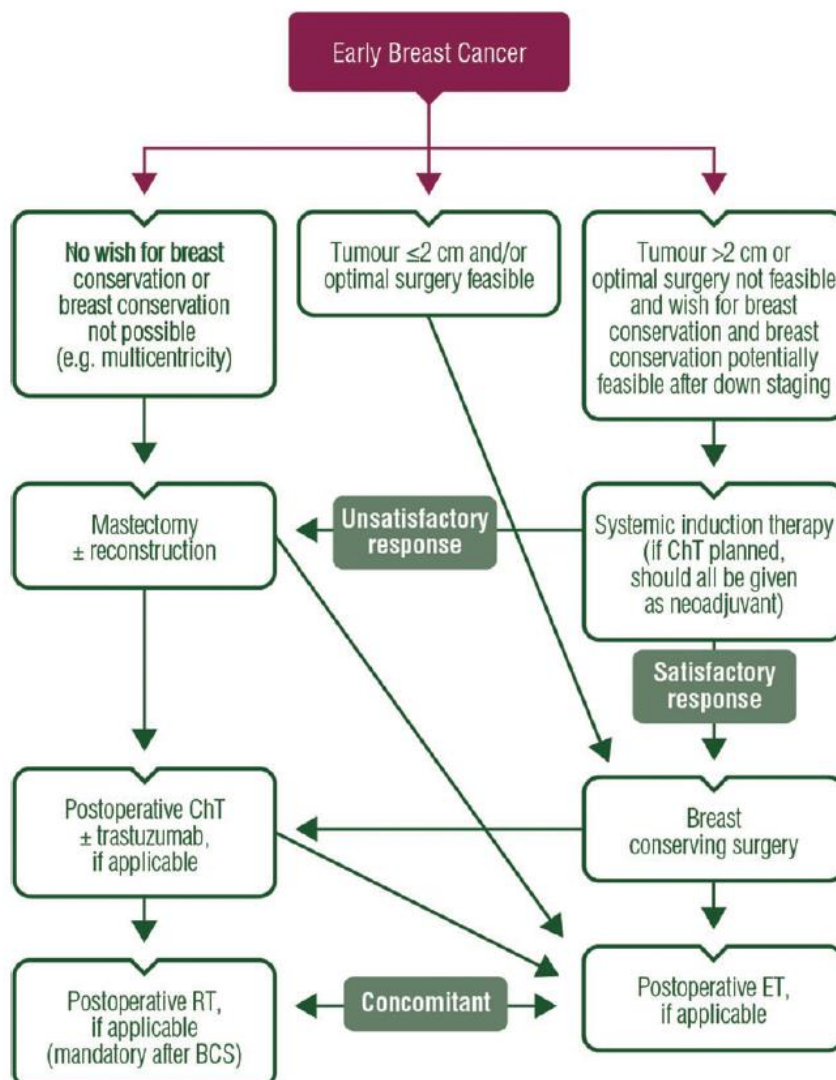 Early Breast Cancer
No wish for breast
conservation or
breast conservation
not possible
(e.g. multicentricity)
Tumour ≤2 cm and/or
optimal surgery feasible
Tumour >2 cm or
optimal surgery not feasible
and wish for breast
conservation and breast
conservation potentially
feasible after down staging
Mastectomy
± reconstruction
Unsatisfactory
response
Systemic induction therapy
(if ChT planned,
should all be given
as neoadjuvant)
Satisfactory
response
Postoperative ChT
± trastuzumab,
if applicable
Breast
conserving surgery
Postoperative RT,
if applicable
(mandatory after BCS)
Concomitant
Postoperative ET,
if applicable